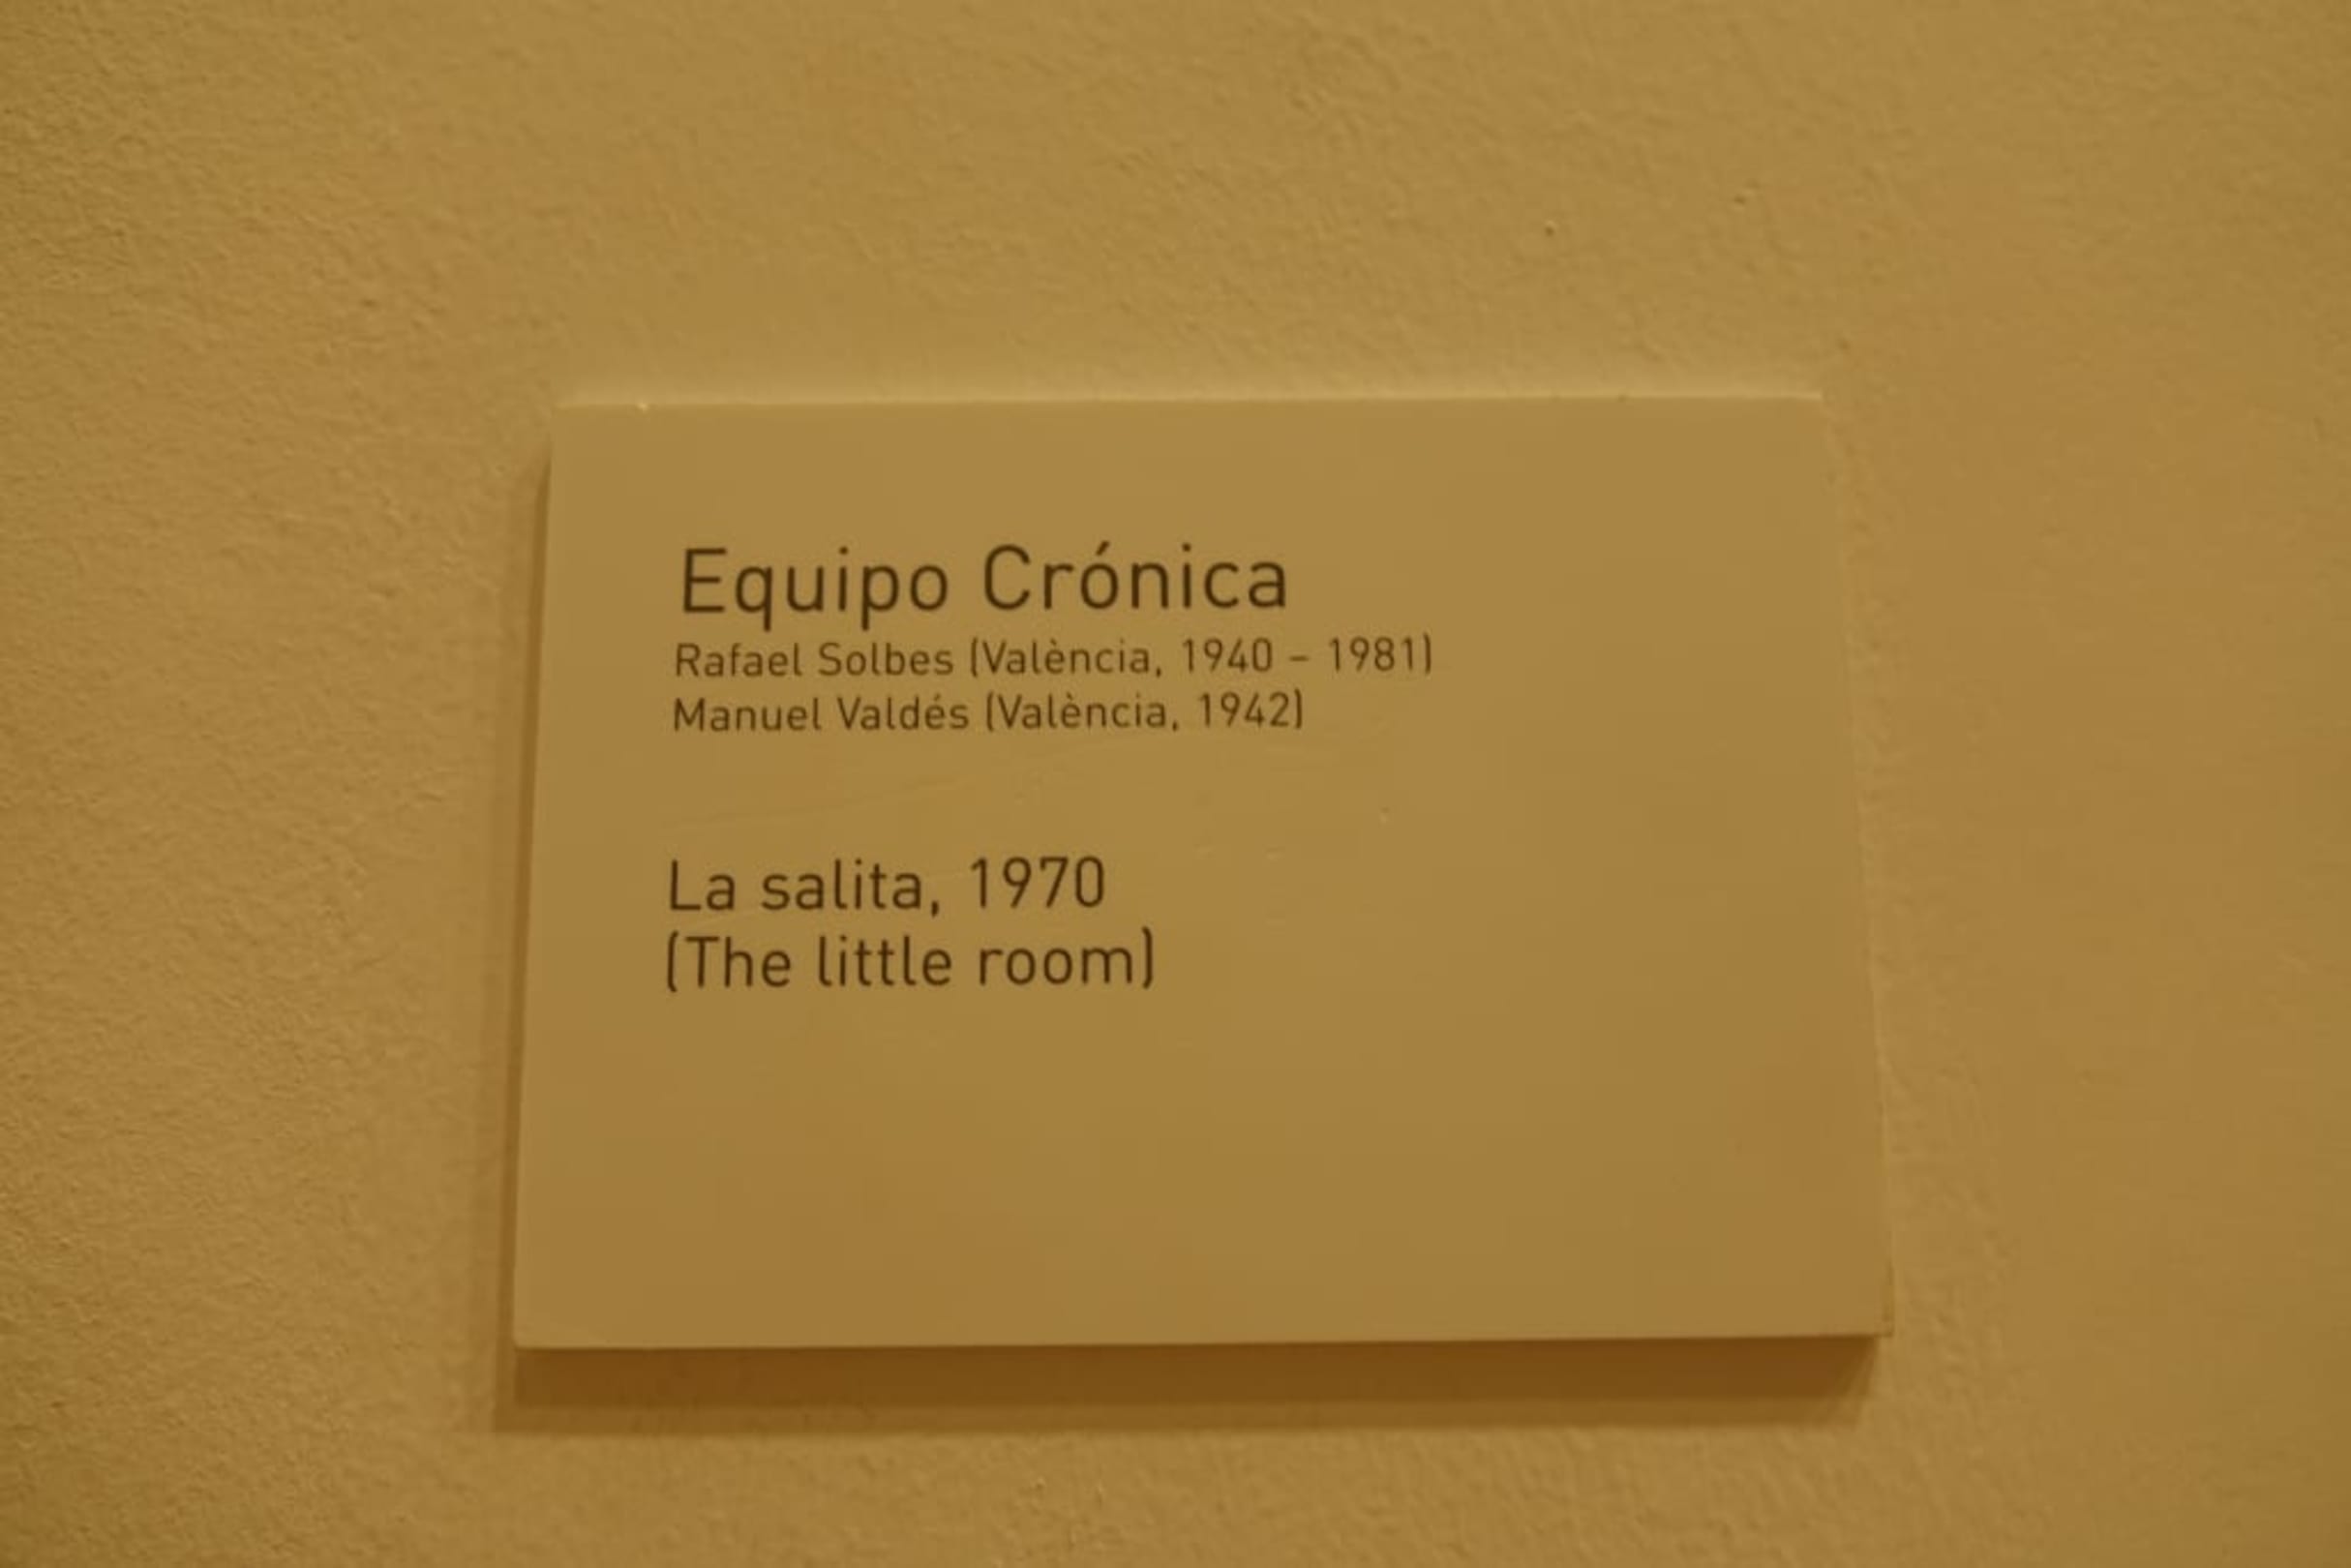 Equipo Crónica
Rafael Solbes (València, 1940 – 1981)
Manuel Valdés (València, 1942)
La salita, 1970
(The little room)